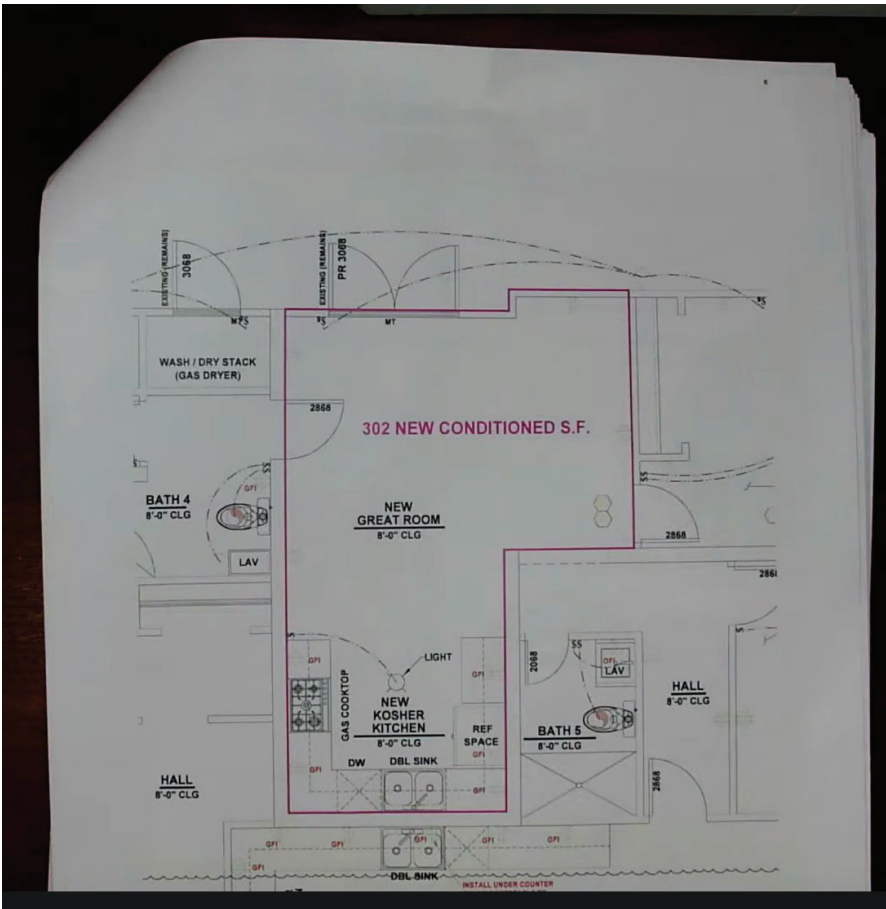 EXISTING (REMAINS)
3068
EXISTING (REMAINS)
PR 3068
MT
MT
WASH / DRY STACK
(GAS DRYER)
2868
302 NEW CONDITIONED S.F.
BATH 4
8'-0" CLG
GFI
LAV
NEW
GREAT ROOM
8'-0" CLG
2868
2868
GFI
GAS COOKTOP
LIGHT
NEW
KOSHER
KITCHEN
8'-0" CLG
GFI
REF
SPACE
GFI
2068
GFI
LAV
BATH 5
8'-0" CLG
HALL
8'-0" CLG
2868
HALL
8'-0" CLG
GFI
DW
DBL SINK
GFI
GFI
GFI
GFI
GFI
GFI
GFI
DBL SINK
INSTALL UNDER COUNTER